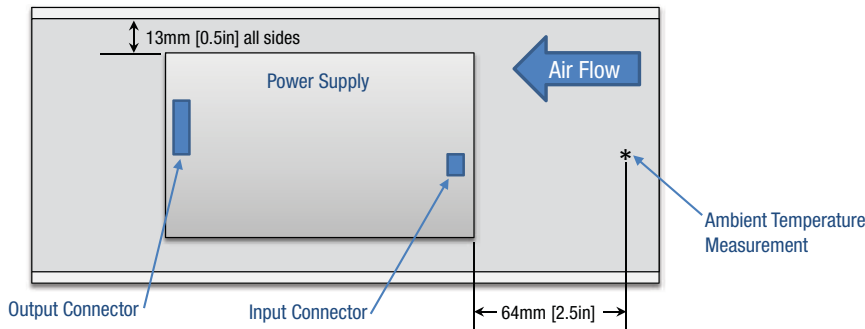 13mm [0.5in] all sides
Power Supply
Air Flow
*
Ambient Temperature
Measurement
Output Connector
Input Connector
64mm [2.5in]